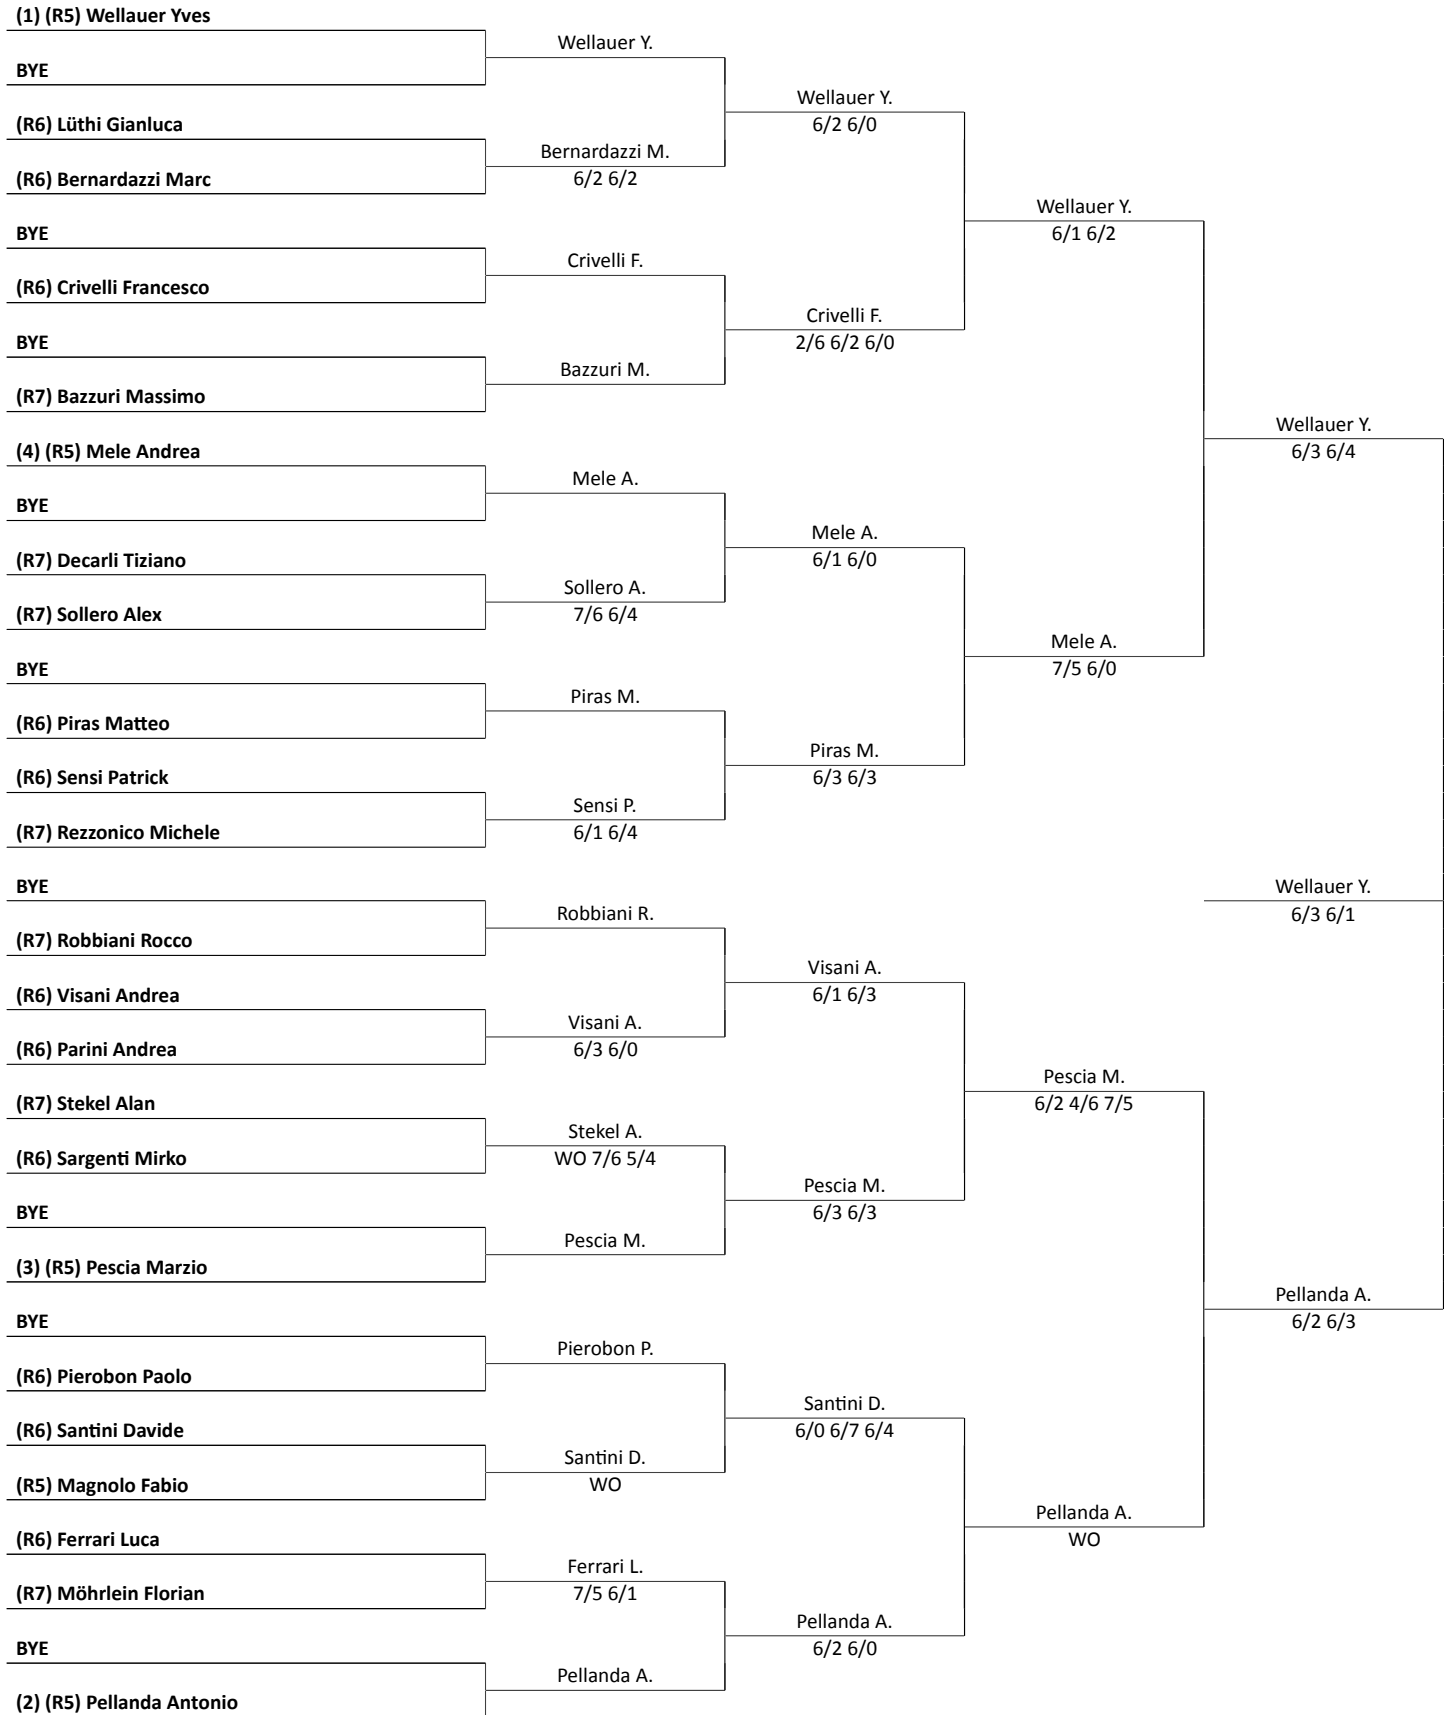 (1) (R5) Wellauer Yves
Wellauer Y.
BYE
Wellauer Y.
6/2 6/0
(R6) Lüthi Gianluca
Bernardazzi M.
6/2 6/2
(R6) Bernardazzi Marc
Wellauer Y.
6/1 6/2
BYE
Crivelli F.
(R6) Crivelli Francesco
Crivelli F.
2/6 6/2 6/0
BYE
Bazzuri M.
(R7) Bazzuri Massimo
Wellauer Y.
6/3 6/4
(4) (R5) Mele Andrea
Mele A.
BYE
Mele A.
6/1 6/0
(R7) Decarli Tiziano
Sollero A.
7/6 6/4
(R7) Sollero Alex
Mele A.
7/5 6/0
BYE
Piras M.
(R6) Piras Matteo
Piras M.
6/3 6/3
(R6) Sensi Patrick
Sensi P.
6/1 6/4
(R7) Rezzonico Michele
BYE
Wellauer Y.
6/3 6/1
Robbiani R.
(R7) Robbiani Rocco
Visani A.
6/1 6/3
(R6) Visani Andrea
Visani A.
6/3 6/0
(R6) Parini Andrea
Pescia M.
6/2 4/6 7/5
(R7) Stekel Alan
Stekel A.
WO 7/6 5/4
(R6) Sargenti Mirko
Pescia M.
6/3 6/3
BYE
Pescia M.
(3) (R5) Pescia Marzio
Pellanda A.
6/2 6/3
BYE
Pierobon P.
(R6) Pierobon Paolo
Santini D.
6/0 6/7 6/4
(R6) Santini Davide
Santini D.
WO
(R5) Magnolo Fabio
Pellanda A.
WO
(R6) Ferrari Luca
Ferrari L.
7/5 6/1
(R7) Möhrlein Florian
Pellanda A.
6/2 6/0
BYE
Pellanda A.
(2) (R5) Pellanda Antonio